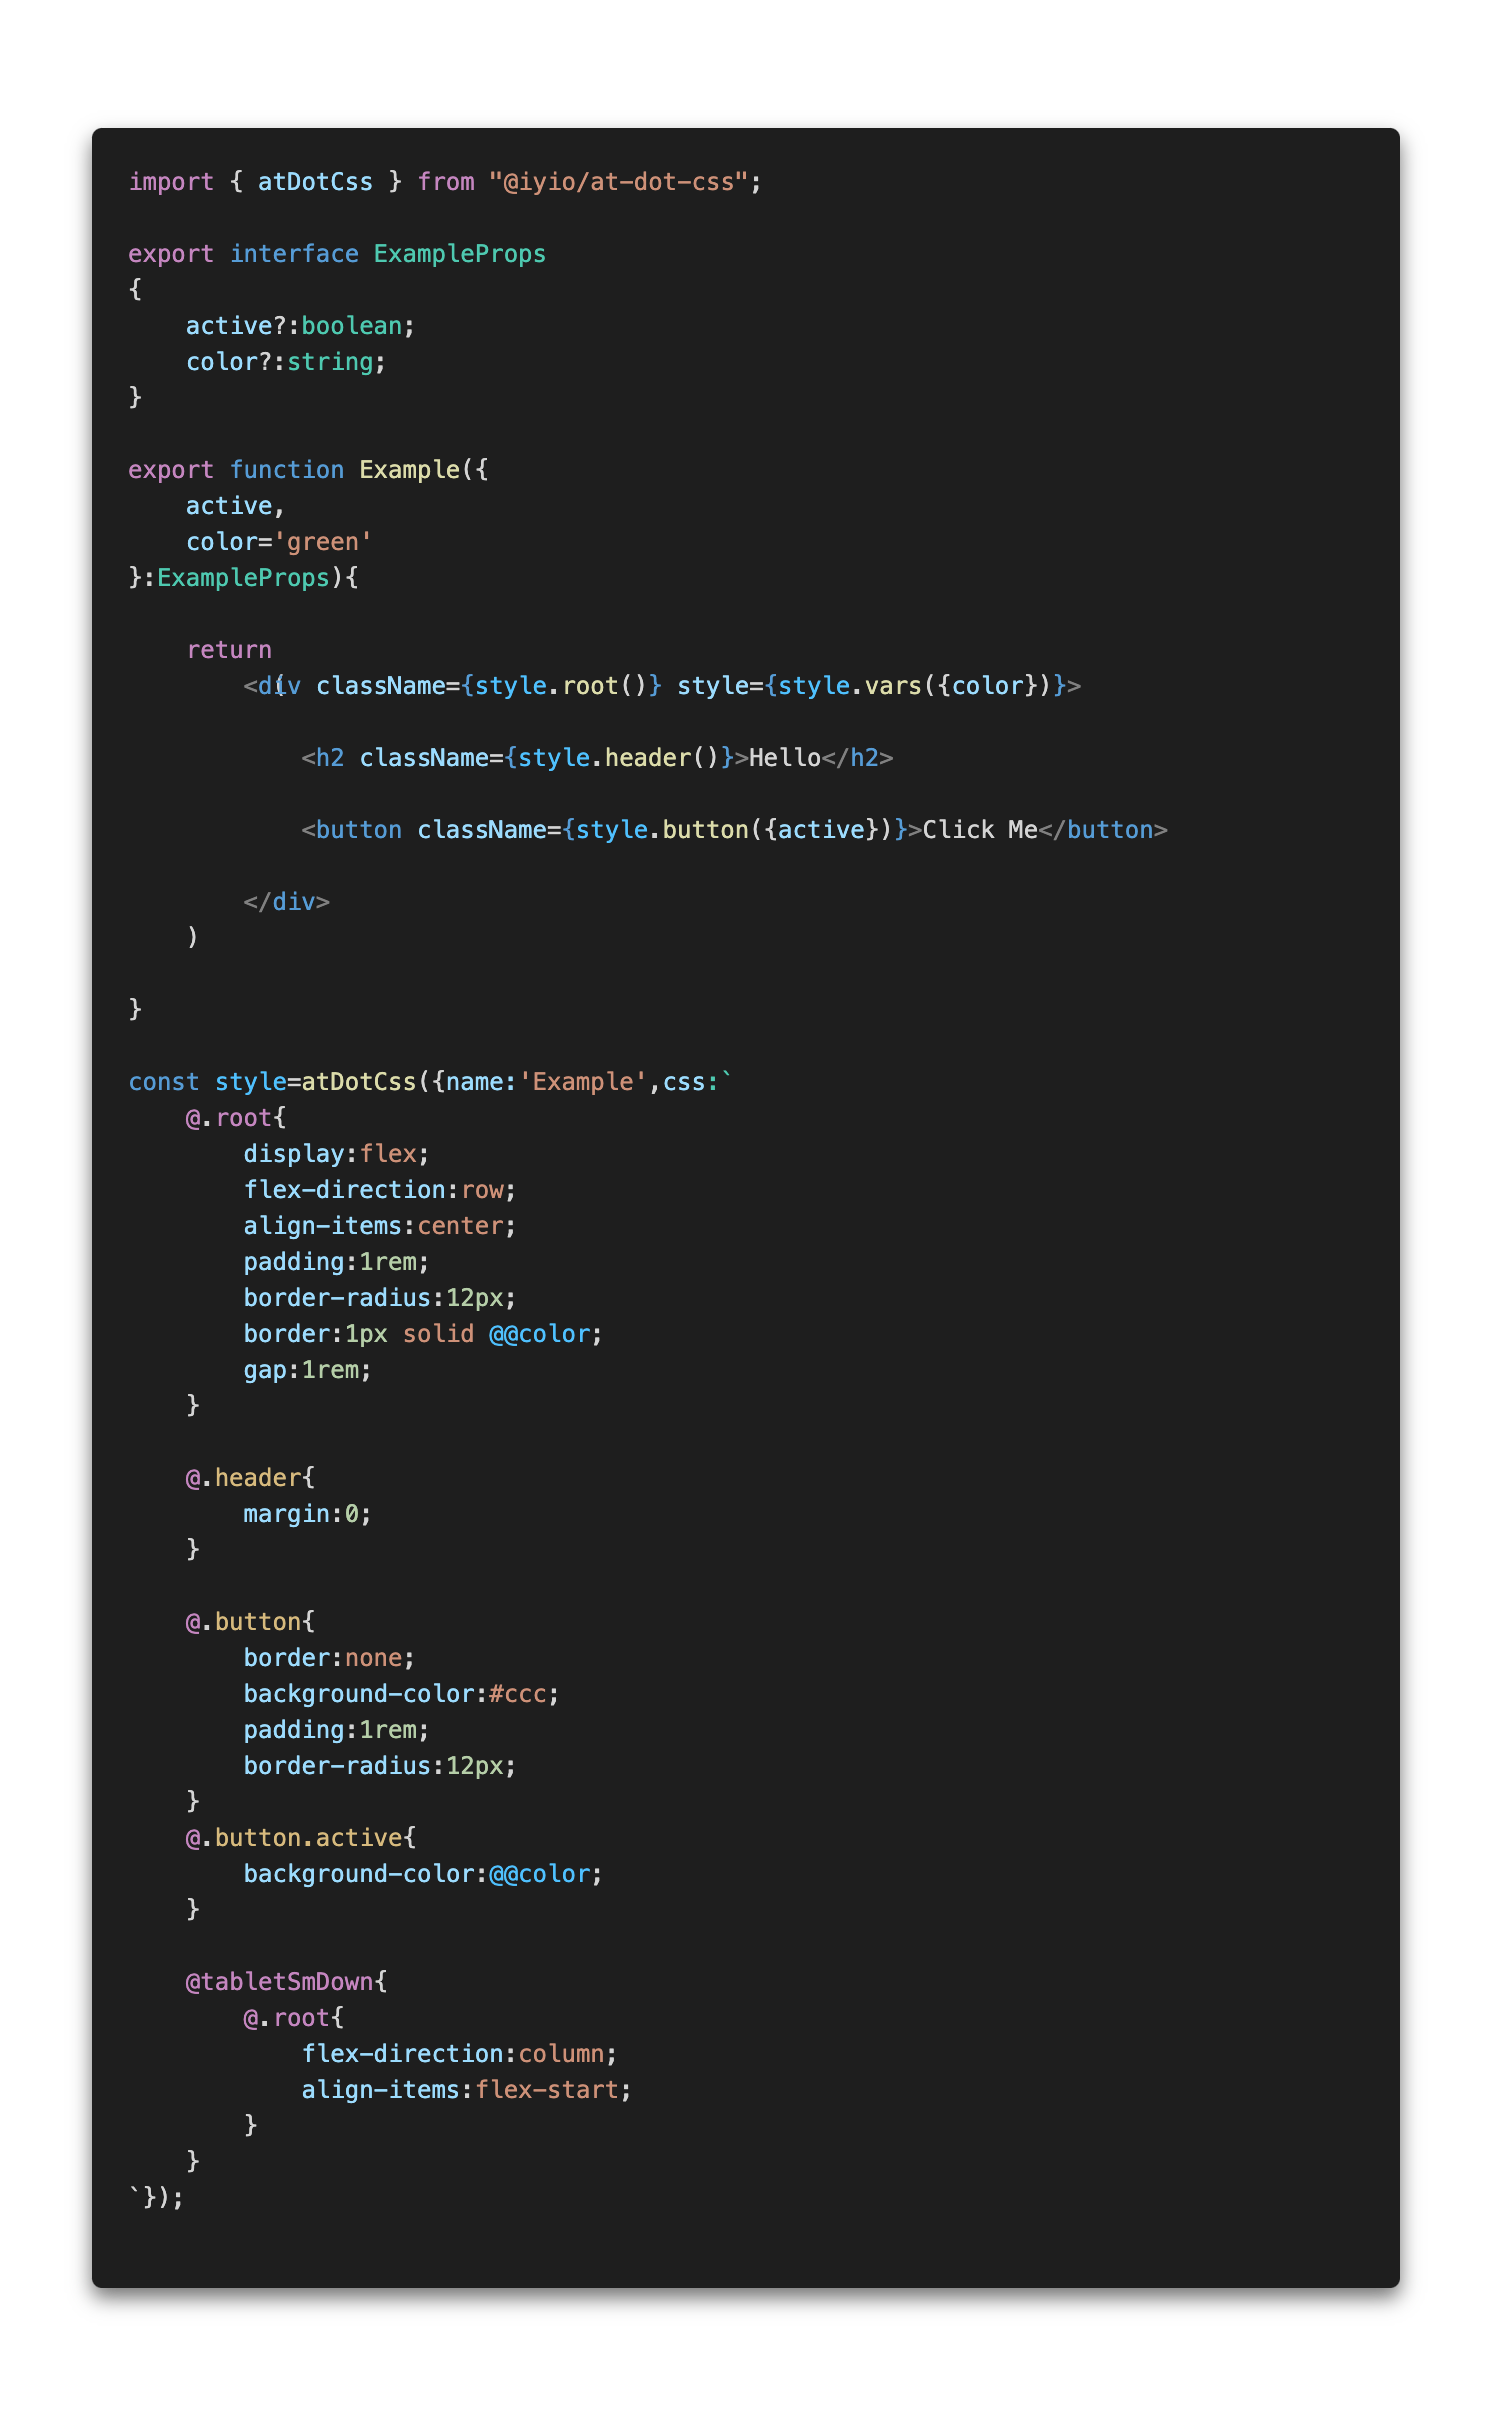 import { atDotCss } from "@iyio/at-dot-css";

export interface ExampleProps
{
    active?:boolean;
    color?:string;
}

export function Example({
    active,
    color='green'
}:ExampleProps){

    return (
        <div className={style.root()} style={style.vars({color})}>

            <h2 className={style.header()}>Hello</h2>

            <button className={style.button({active})}>Click Me</button>

        </div>
    )

}

const style=atDotCss({name:'Example',css:`
    @.root{
        display:flex;
        flex-direction:row;
        align-items:center;
        padding:1rem;
        border-radius:12px;
        border:1px solid @@color;
        gap:1rem;
    }

    @.header{
        margin:0;
    }

    @.button{
        border:none;
        background-color:#ccc;
        padding:1rem;
        border-radius:12px;
    }
    @.button.active{
        background-color:@@color;
    }

    @tabletSmDown{
        @.root{
            flex-direction:column;
            align-items:flex-start;
        }
    }
`});